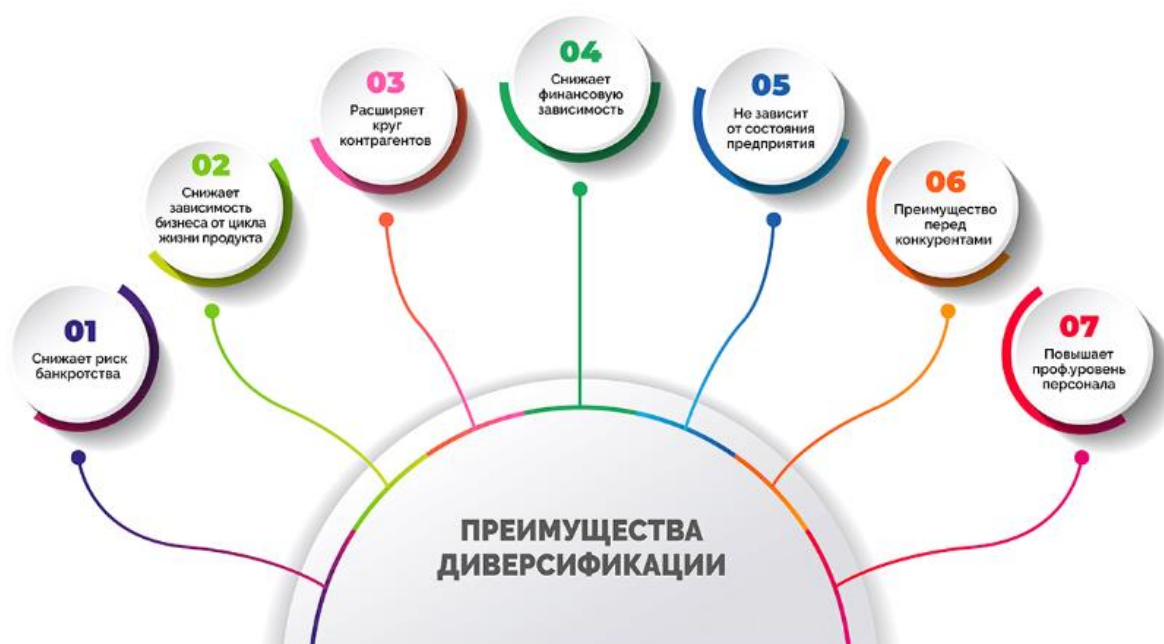 01
Снижает риск
банкротства
02
Снижает
зависимость
бизнеса от цикла
жизни продукта
03
Расширяет
круг
контрагентов
04
Снижает
финансовую
зависимость
05
Не зависит
от состояния
предприятия
06
Преимущество
перед
конкурентами
07
Повышает
проф.уровень
персонала
ПРЕИМУЩЕСТВА
ДИВЕРСИФИКАЦИИ